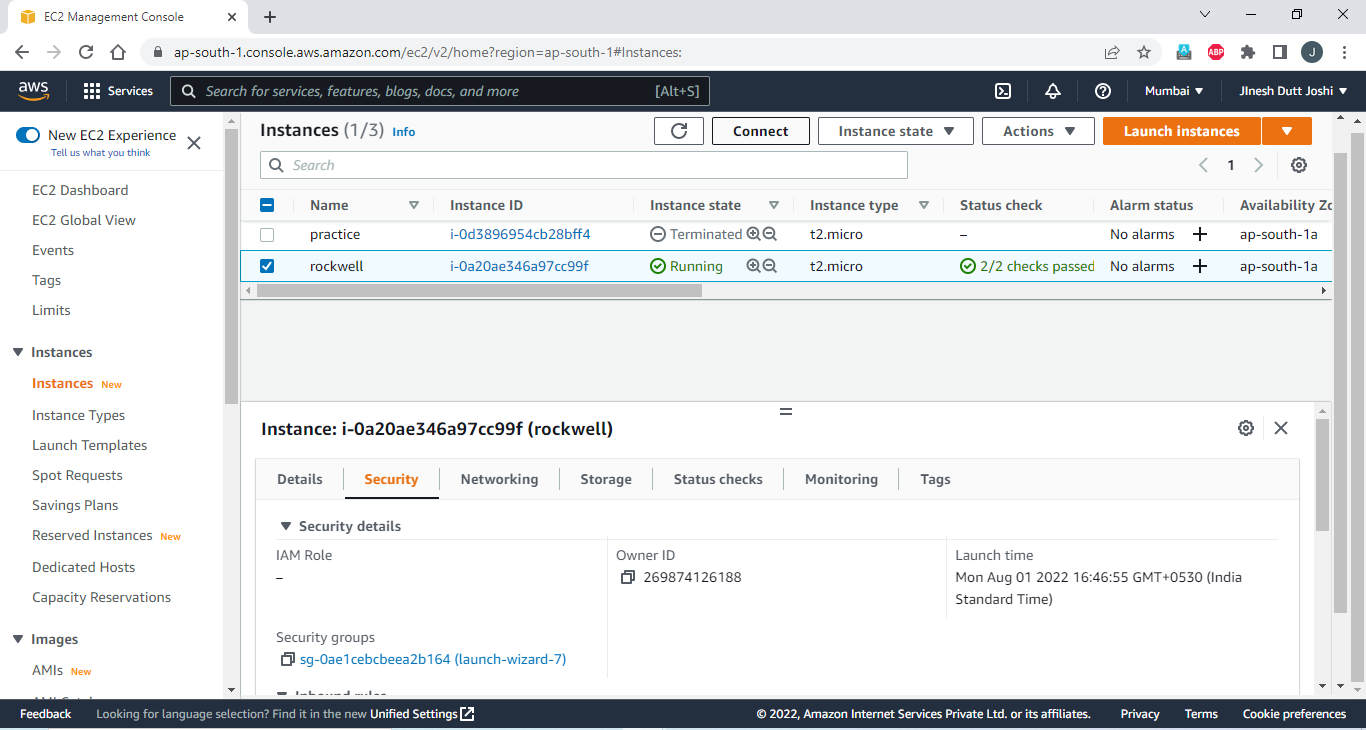 EC2 Management Console
ap-south-1.console.aws.amazon.com/ec2/v2/home?region=ap-south-1#Instances:
ABP
J
aws
Services
Search for services, features, blogs, docs, and more
[Alt+S]
Mumbai
JInesh Dutt Joshi
New EC2 Experience
Tell us what you think
EC2 Dashboard
EC2 Global View
Events
Tags
Limits
Instances
Instances New
Instance Types
Launch Templates
Spot Requests
Savings Plans
Reserved Instances New
Dedicated Hosts
Capacity Reservations
Images
AMIs New
Instances (1/3) Info
Connect
Instance state
Actions
Launch instances
Search
1
Name Instance ID Instance state Instance type Status check Alarm status Availability Zo
practice i-0d3896954cb28bff4 Terminated t2.micro – No alarms + ap-south-1a
rockwell i-0a20ae346a97cc99f Running t2.micro 2/2 checks passed No alarms + ap-south-1a
Instance: i-0a20ae346a97cc99f (rockwell)
Details Security Networking Storage Status checks Monitoring Tags
Security details
IAM Role
–
Owner ID
269874126188
Launch time
Mon Aug 01 2022 16:46:55 GMT+0530 (India
Standard Time)
Security groups
sg-0ae1cebcbeea2b164 (launch-wizard-7)
Inbound rules
Feedback
Looking for language selection? Find it in the new Unified Settings
© 2022, Amazon Internet Services Private Ltd. or its affiliates.
Privacy
Terms
Cookie preferences